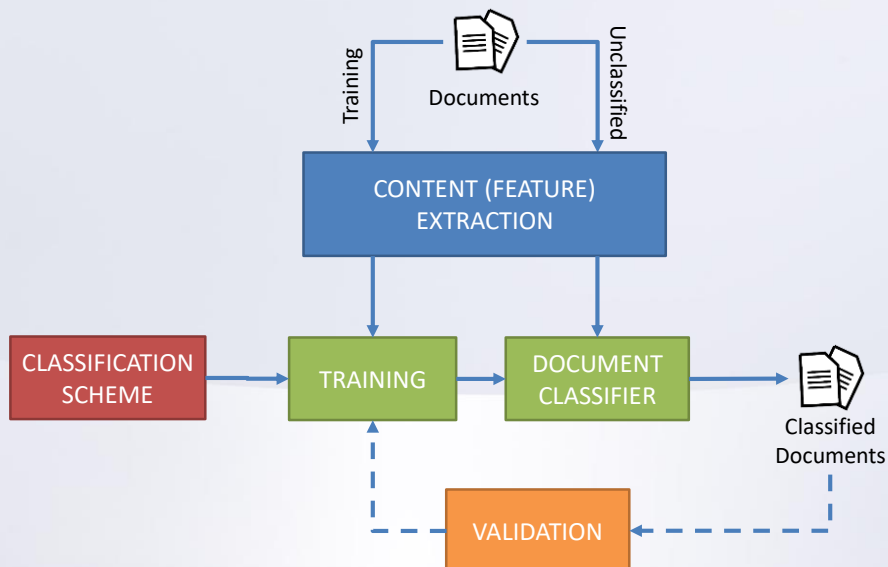 Training
Documents
Unclassified
CONTENT (FEATURE)
EXTRACTION
CLASSIFICATION
SCHEME
TRAINING
DOCUMENT
CLASSIFIER
Classified
Documents
VALIDATION